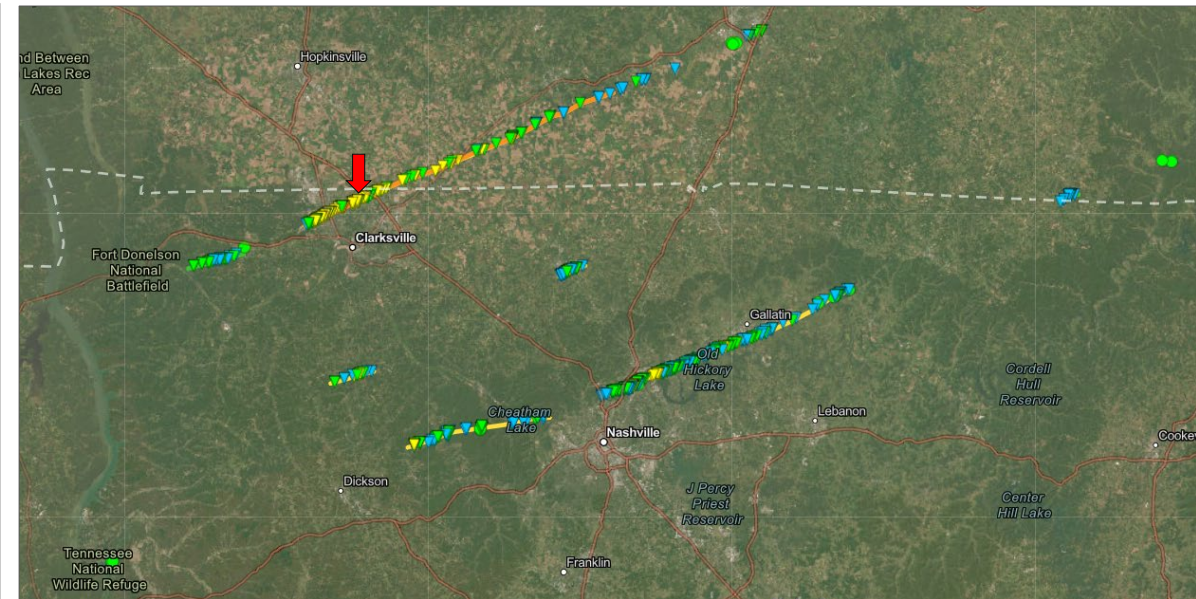 Hopkinsville
nd Between
Lakes Rec
Area
Clarksville
Fort Donelson
National
Battlefield
Gallatin
Old
Hickory
Lake
Cordell
Hull
Reservoir
Cheatham
Lake
Lebanon
Nashville
Cooke
Dickson
J Percy
Priest
Reservoir
Center
Hill Lake
Tennessee
National
Wildlife Refuge
Franklin